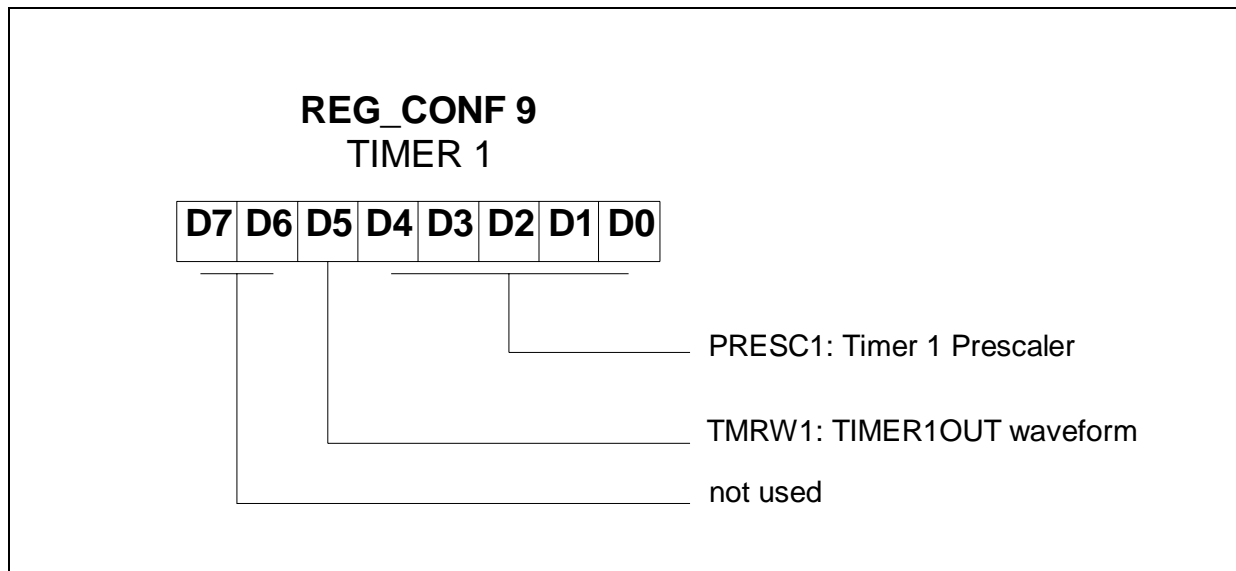 REG_CONF 9
TIMER 1
D7 D6 D5 D4 D3 D2 D1 D0
PRESC1: Timer 1 Prescaler
TMRW1: TIMER1OUT waveform
not used